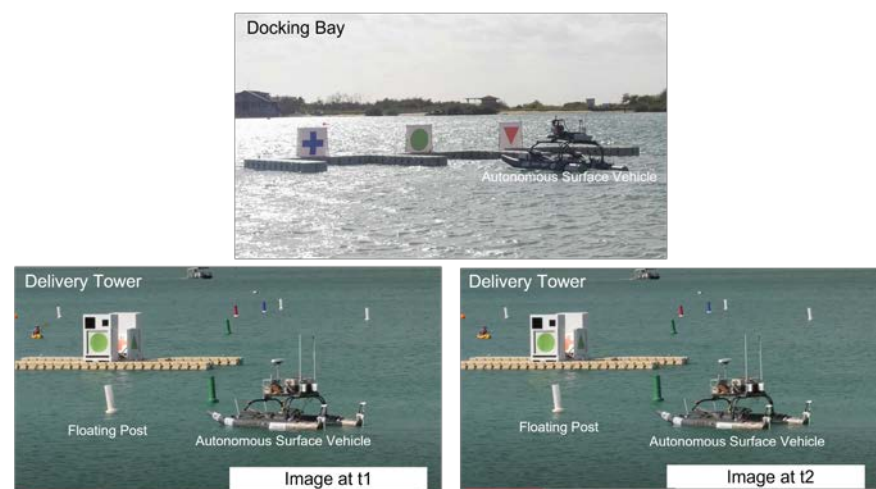 Docking Bay
Autonomous Surface Vehicle
Delivery Tower
Floating Post
Autonomous Surface Vehicle
Image at t1
Delivery Tower
Floating Post
Autonomous Surface Vehicle
Image at t2